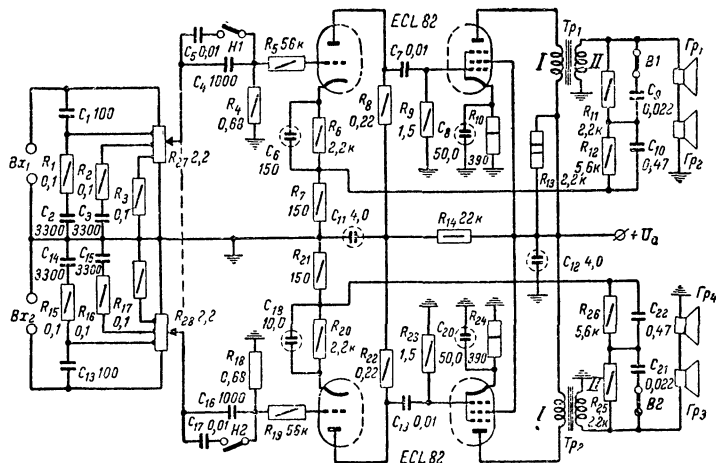 C5 0,01
H1
R5 56к
ECL 82
C4 1000
R4
0,68
C1 100
Вх1
R1
0,1
R2
0,1
R3
0,1
R27 2,2
C2
3300
C3
3300
C6
150
R6
2,2к
R7
150
R8
0,22
C7 0,01
R9
1,5
C8
50,0
R10
390
Тр1
I
II
R11
2,2к
R12
5,6к
B1
C9
0,022
C10
0,47
Гр1
Гр2
R13 2,2к
C11 4,0
R14 22к
+Ua
C12 4,0
C14
3300
C15
3300
R15
0,1
R16
0,1
R17
0,1
Вх2
R28 2,2
C13 100
R21
150
C18
10,0
R20
2,2к
R18
0,68
C16 1000
R19 56к
C17 0,01
H2
R22
0,22
R23
1,5
C20
50,0
R24
390
C19 0,01
ECL 82
I
II
Тр2
R26
5,6к
C22
0,47
C21
0,022
R25
22к
B2
Гр4
Гр3